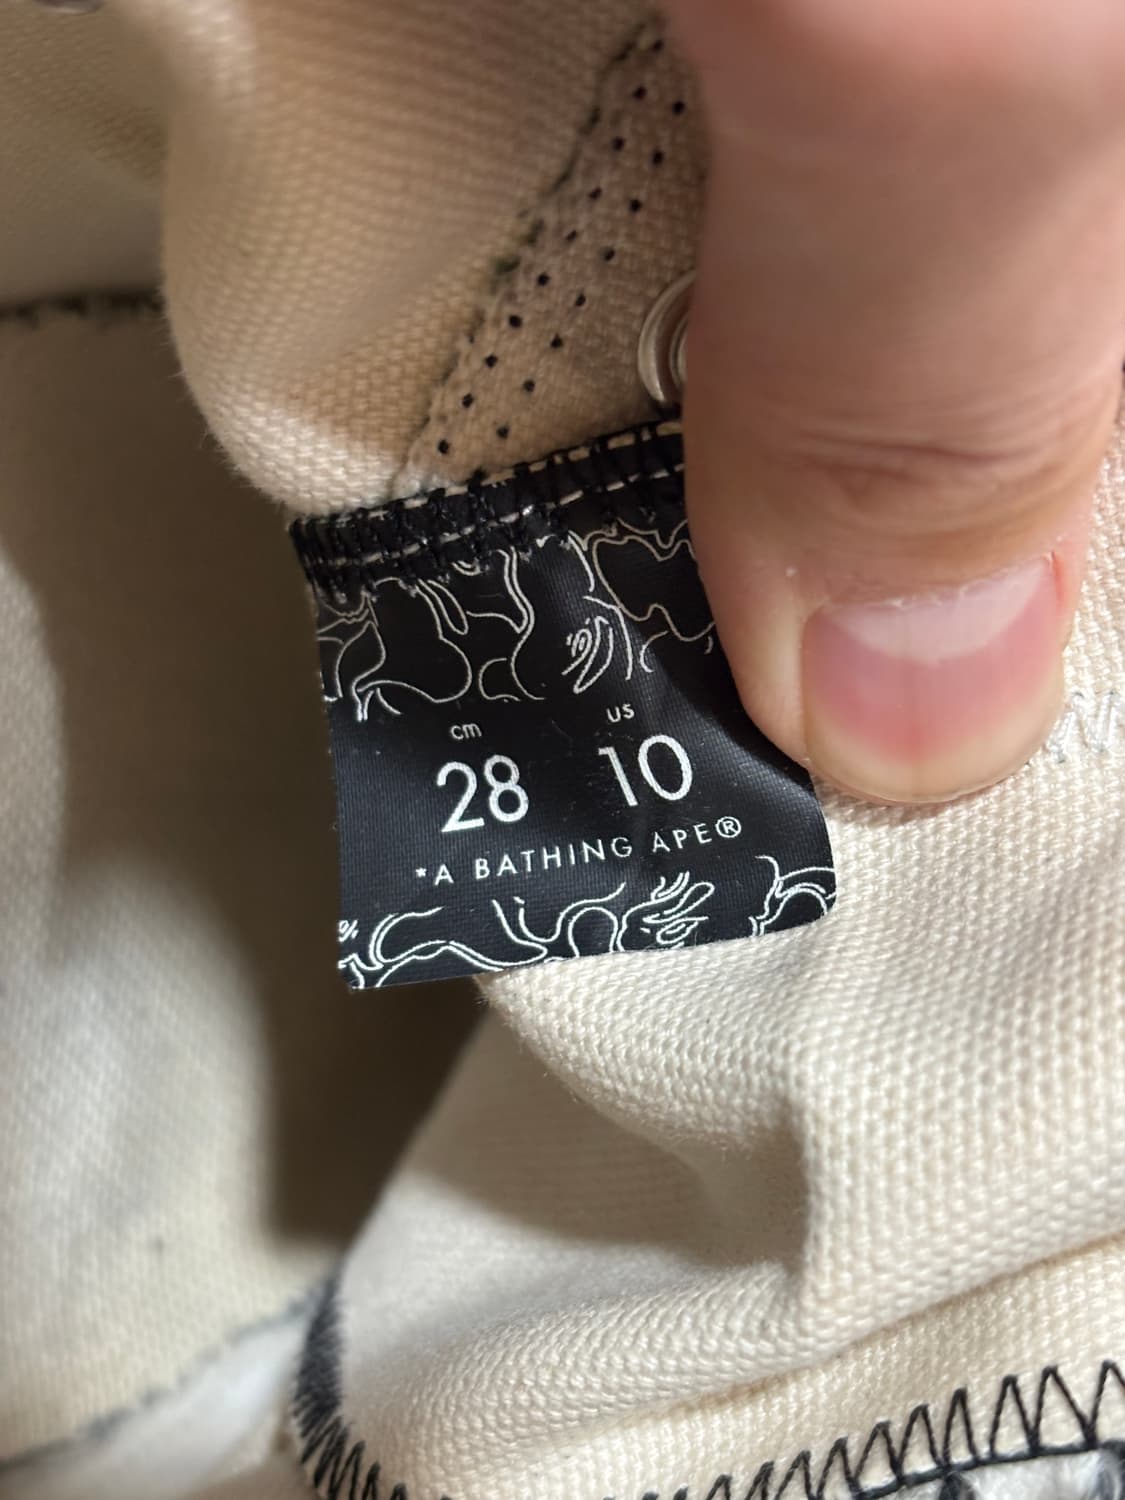 cm US
28 10
*A BATHING APE®